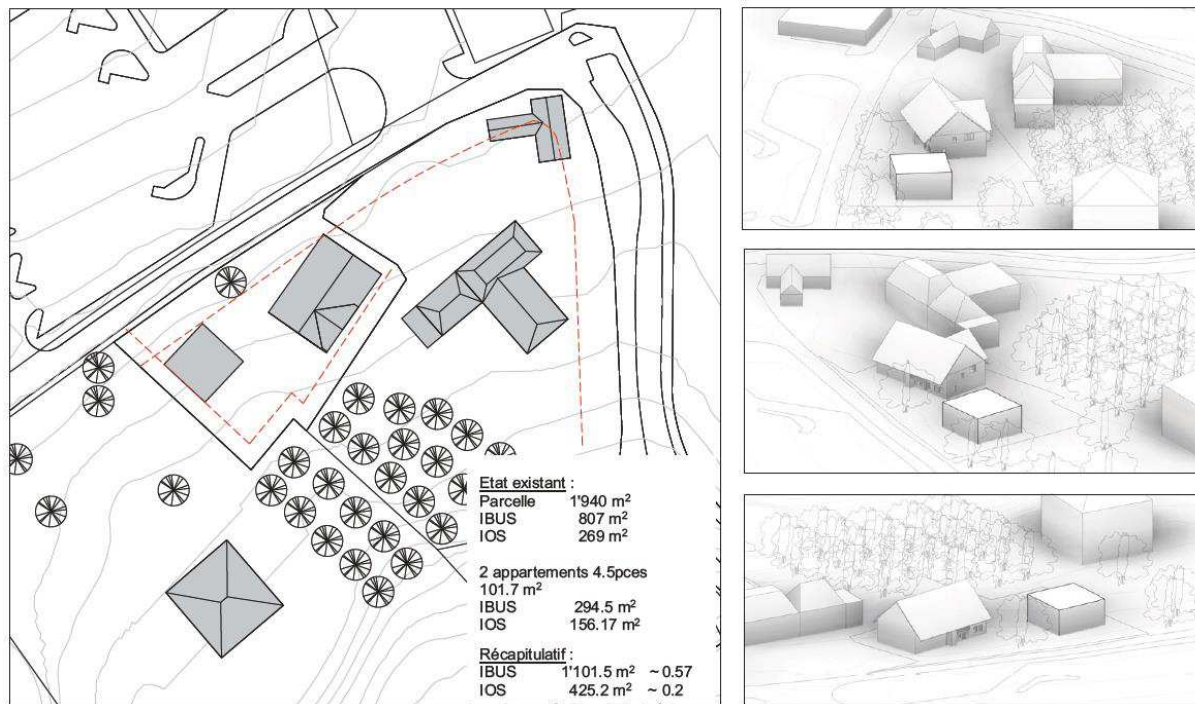 Etat existant :
Parcelle 1'940 m²
IBUS 807 m²
IOS 269 m²
2 appartements 4.5pces
101.7 m²
IBUS 294.5 m²
IOS 156.17 m²
Récapitulatif :
IBUS 1'101.5 m² ~ 0.57
IOS 425.2 m² ~ 0.2